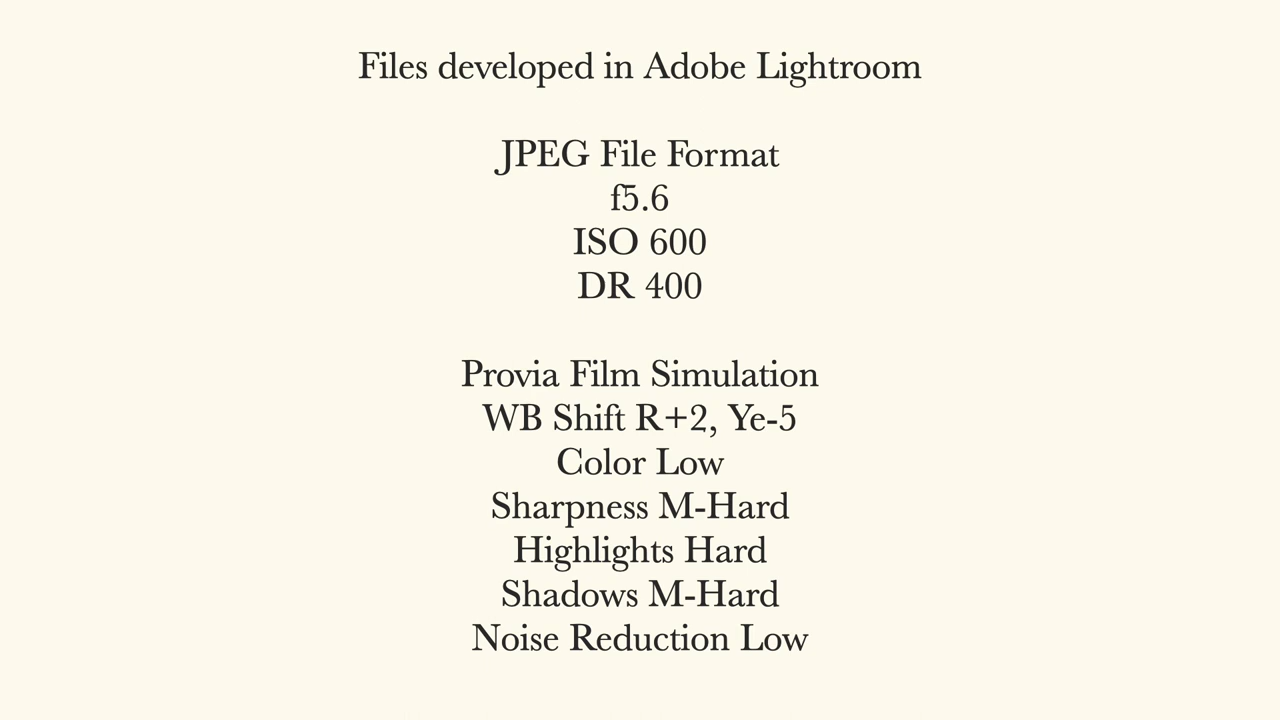 Files developed in Adobe Lightroom
JPEG File Format
f5.6
ISO 600
DR 400
Provia Film Simulation
WB Shift R+2, Ye-5
Color Low
Sharpness M-Hard
Highlights Hard
Shadows M-Hard
Noise Reduction Low